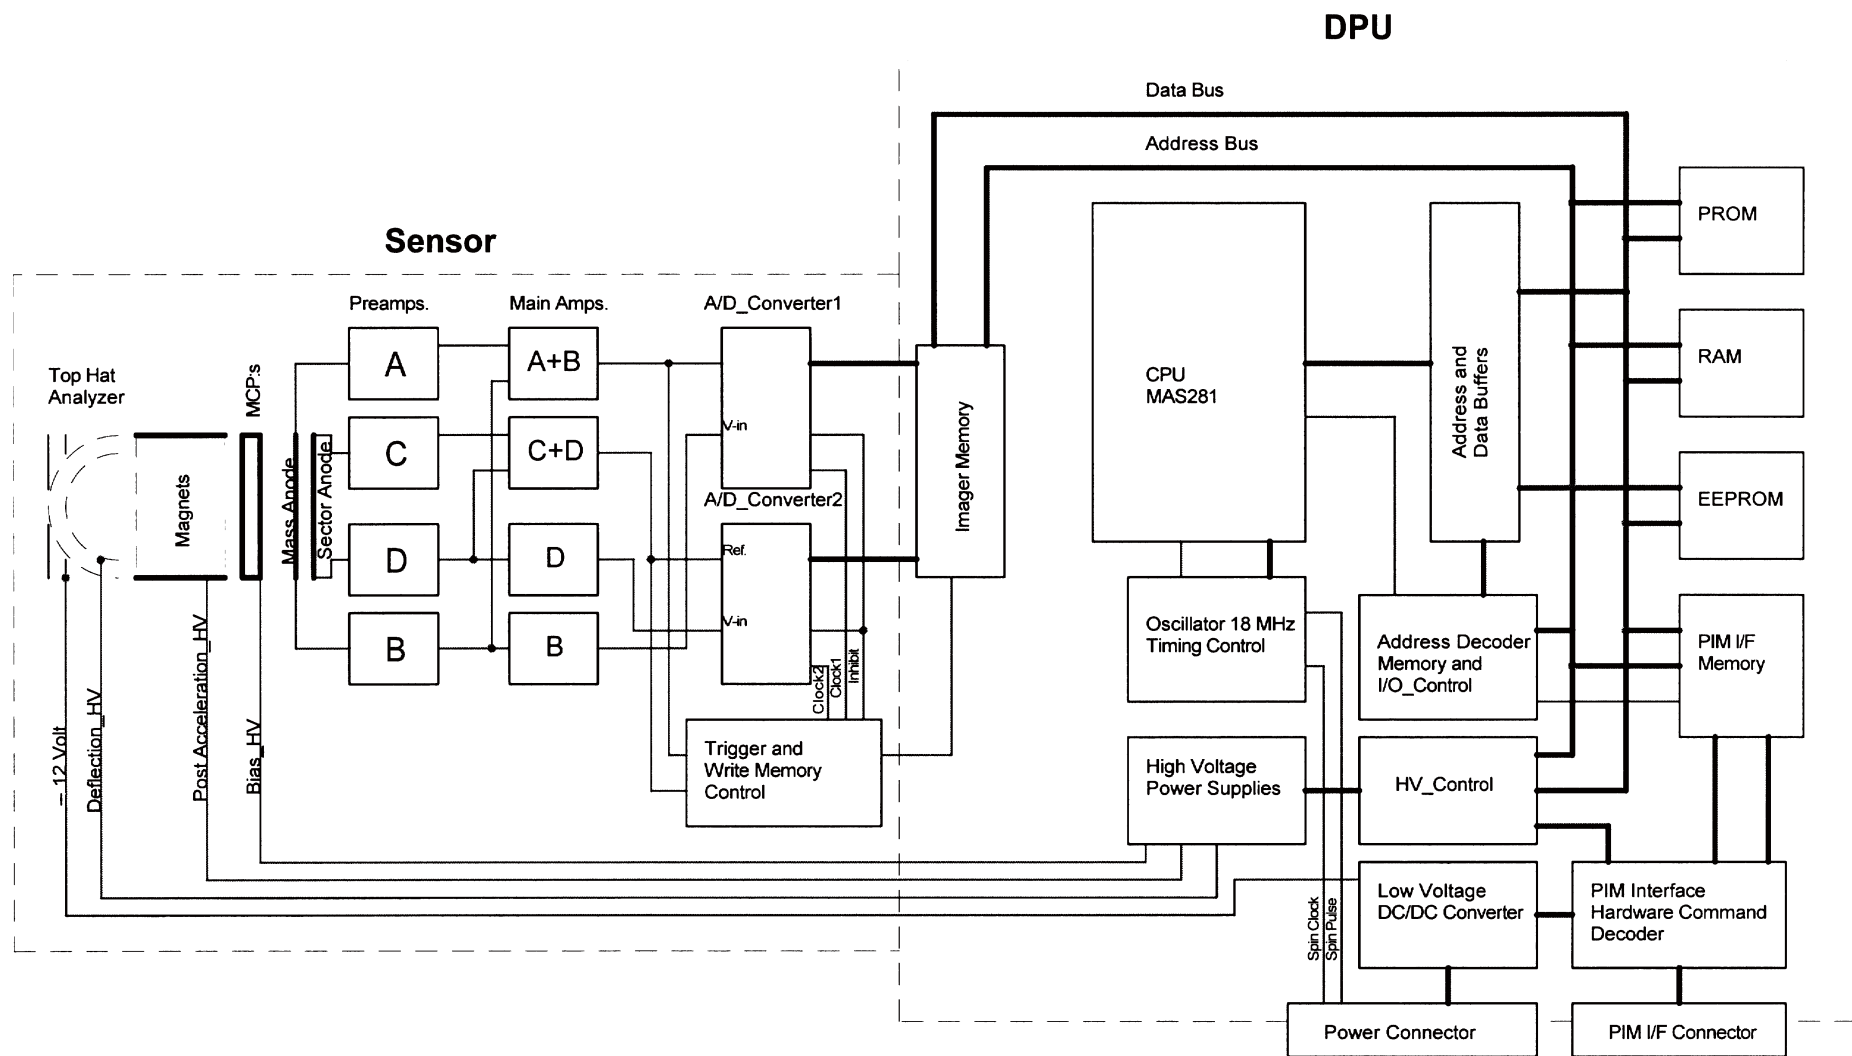 DPU
Data Bus
Address Bus
PROM
Sensor
Preamps.
Main Amps.
A/D_Converter1
RAM
Top Hat
Analyzer
MCP:s
A
A+B
CPU
MAS281
Address and
Data Buffers
V-in
C
C+D
Imager Memory
Magnets
Mass Anode
Sector Anode
A/D_Converter2
EEPROM
D
D
Ref.
V-in
B
B
Oscillator 18 MHz
Timing Control
Address Decoder
Memory and
I/O_Control
PIM I/F
Memory
Clock2
Clock1
Inhibit
– 12 Volt
Deflection_HV
Post Acceleration_HV
Bias_HV
Trigger and
Write Memory
Control
High Voltage
Power Supplies
HV_Control
Low Voltage
DC/DC Converter
PIM Interface
Hardware Command
Decoder
Spin Clock
Spin Pulse
Power Connector
PIM I/F Connector